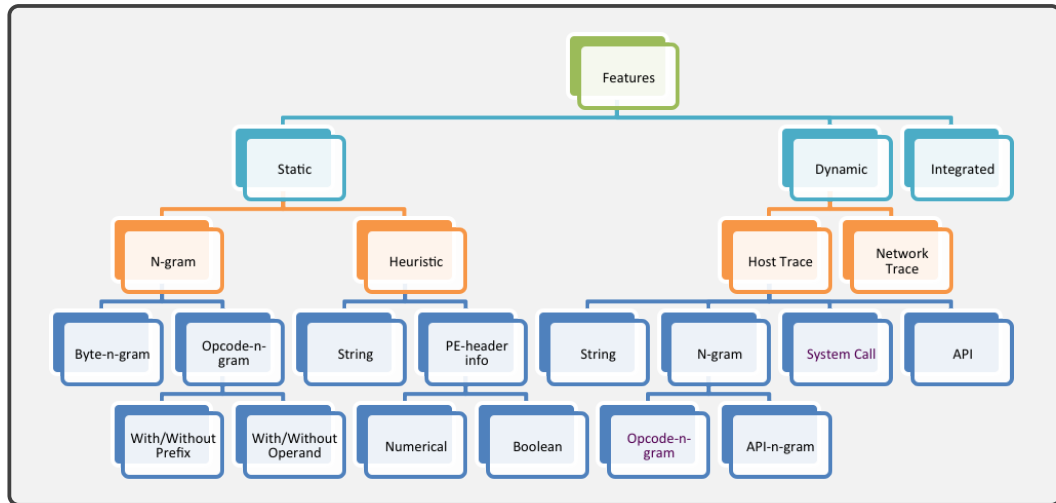 Features
Static
Dynamic
Integrated
N-gram
Heuristic
Host Trace
Network
Trace
Byte-n-gram
Opcode-n-
gram
String
PE-header
info
String
N-gram
System Call
API
With/Without
Prefix
With/Without
Operand
Numerical
Boolean
Opcode-n-
gram
API-n-gram